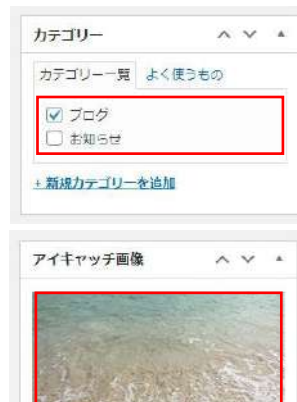 カテゴリー
カテゴリー一覧 よく使うもの
ブログ
お知らせ
+ 新規カテゴリーを追加
アイキャッチ画像